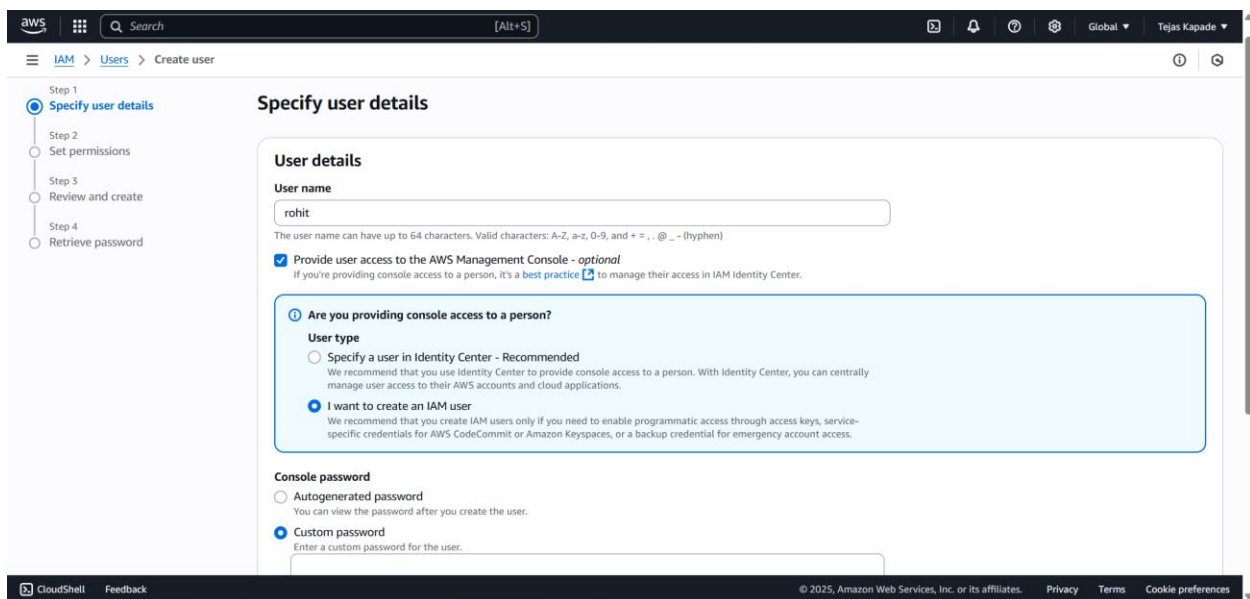 aws
Search [Alt+S]
Global Tejas Kapade
IAM > Users > Create user
Step 1
Specify user details
Step 2
Set permissions
Step 3
Review and create
Step 4
Retrieve password
Specify user details
User details
User name
rohit
The user name can have up to 64 characters. Valid characters: A-Z, a-z, 0-9, and + = , . @ _ - (hyphen)
Provide user access to the AWS Management Console - optional
If you're providing console access to a person, it's a best practice to manage their access in IAM Identity Center.
Are you providing console access to a person?
User type
Specify a user in Identity Center - Recommended
We recommend that you use Identity Center to provide console access to a person. With Identity Center, you can centrally
manage user access to their AWS accounts and cloud applications.
I want to create an IAM user
We recommend that you create IAM users only if you need to enable programmatic access through access keys, service-
specific credentials for AWS CodeCommit or Amazon Keyspaces, or a backup credential for emergency account access.
Console password
Autogenerated password
You can view the password after you create the user.
Custom password
Enter a custom password for the user.
CloudShell Feedback © 2025, Amazon Web Services, Inc. or its affiliates. Privacy Terms Cookie preferences